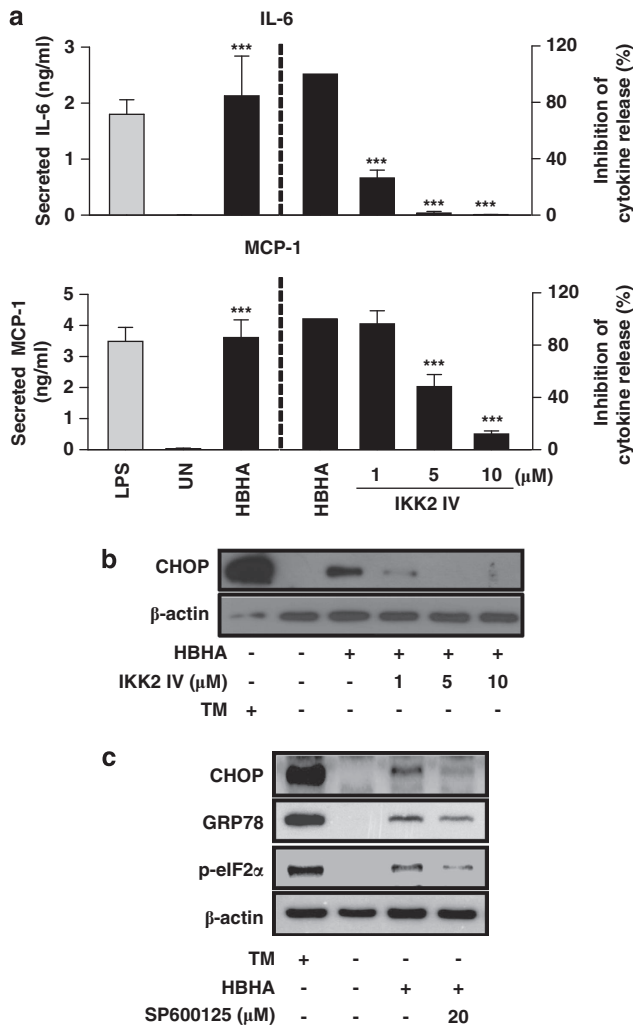 a
IL-6
Secreted IL-6 (ng/ml)
3
2
1
0
***
***
***
***
120
80
40
0
Inhibition of
cytokine release (%)
MCP-1
Secreted MCP-1
(ng/ml)
5
4
3
2
1
0
***
***
***
120
80
40
0
Inhibition of
cytokine release (%)
LPS
UN
HBHA
HBHA
1 5 10 (μM)
IKK2 IV
b
CHOP
β-actin
HBHA - - + + + +
IKK2 IV (μM) - - - 1 5 10
TM + - - - - -
c
CHOP
GRP78
p-eIF2α
β-actin
TM + - - -
HBHA - - + +
SP600125 (μM) - - - 20